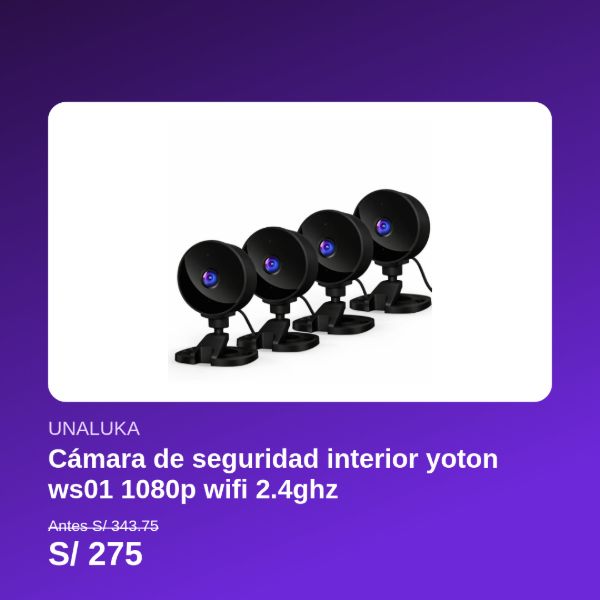 UNALUKA
Cámara de seguridad interior yoton
ws01 1080p wifi 2.4ghz
Antes S/ 343.75
S/ 275